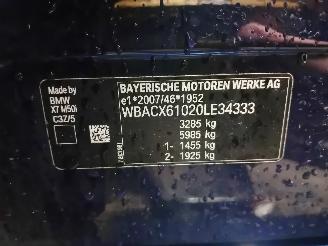 Made by
BMW
XT M50i
C3Z/5
BAYERISCHE MOTOREN WERKE AG
e1*2007/46*1952
WBACX61020LE34333
3285 kg
5985 kg
1- 1455 kg
2- 1925 kg